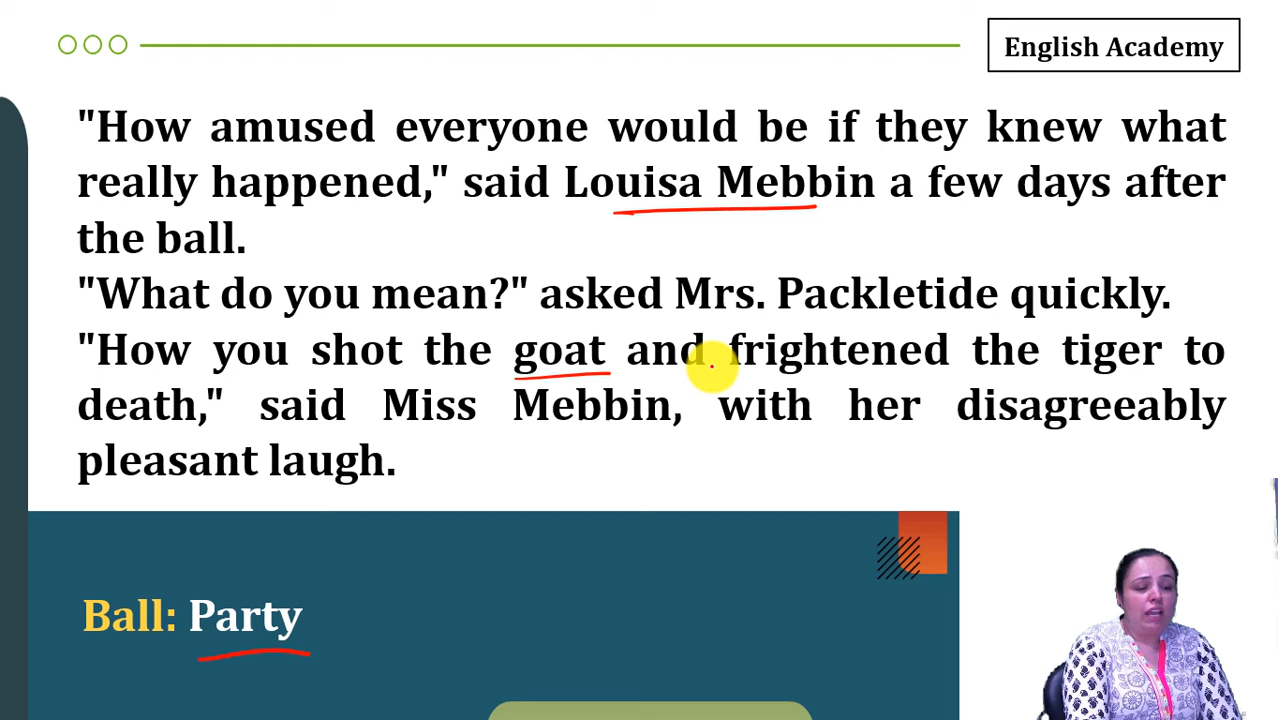 English Academy
"How amused everyone would be if they knew what
really happened," said Louisa Mebbin a few days after
the ball.
"What do you mean?" asked Mrs. Packletide quickly.
"How you shot the goat and frightened the tiger to
death," said Miss Mebbin, with her disagreeably
pleasant laugh.
Ball: Party